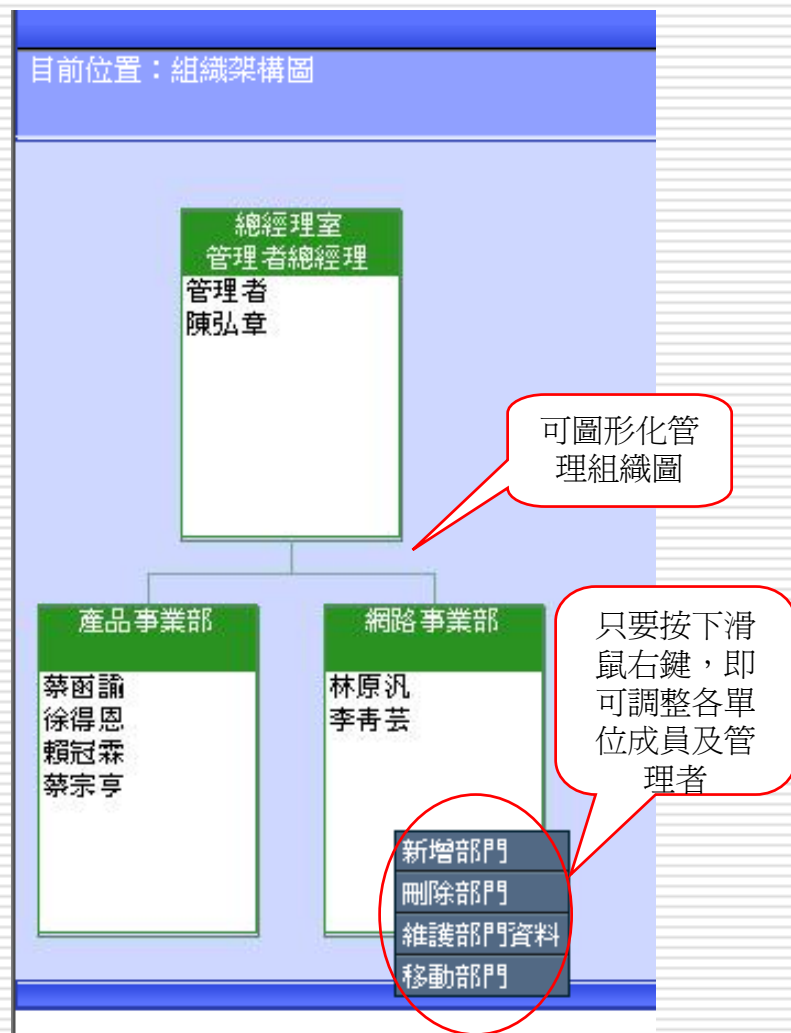 目前位置：組織架構圖
總經理室
管理者總經理
管理者
陳弘章
可圖形化管
理組織圖
產品事業部
蔡函諭
徐得恩
賴冠霖
蔡宗亨
網路事業部
林原汎
李青芸
只要按下滑
鼠右鍵，即
可調整各單
位成員及管
理者
新增部門
刪除部門
維護部門資料
移動部門